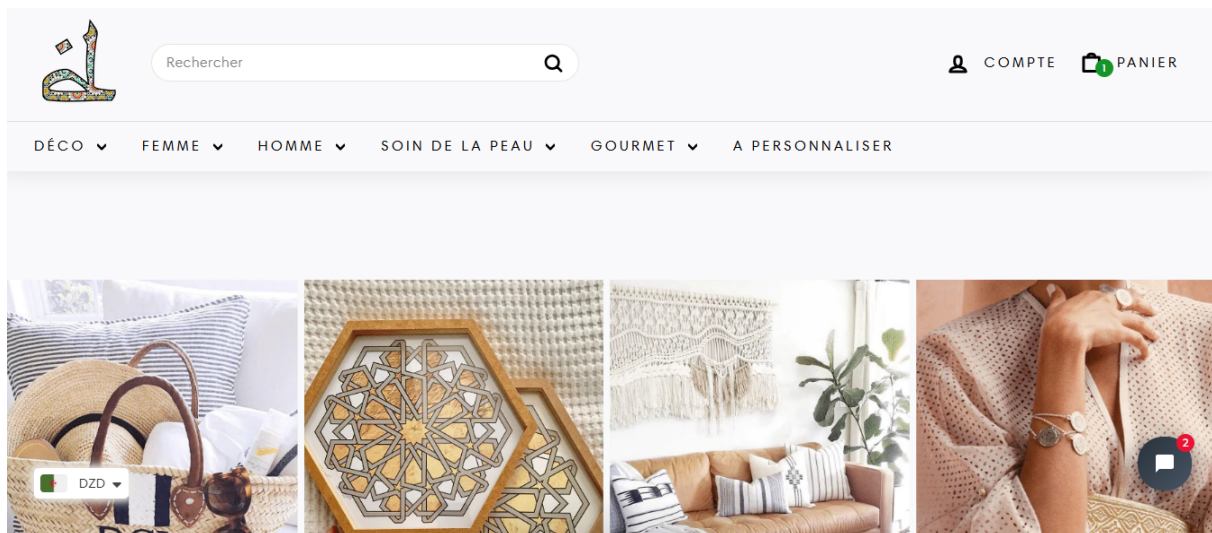 Rechercher
COMPTE
1
PANIER
DÉCO
FEMME
HOMME
SOIN DE LA PEAU
GOURMET
A PERSONNALISER
DZD
2